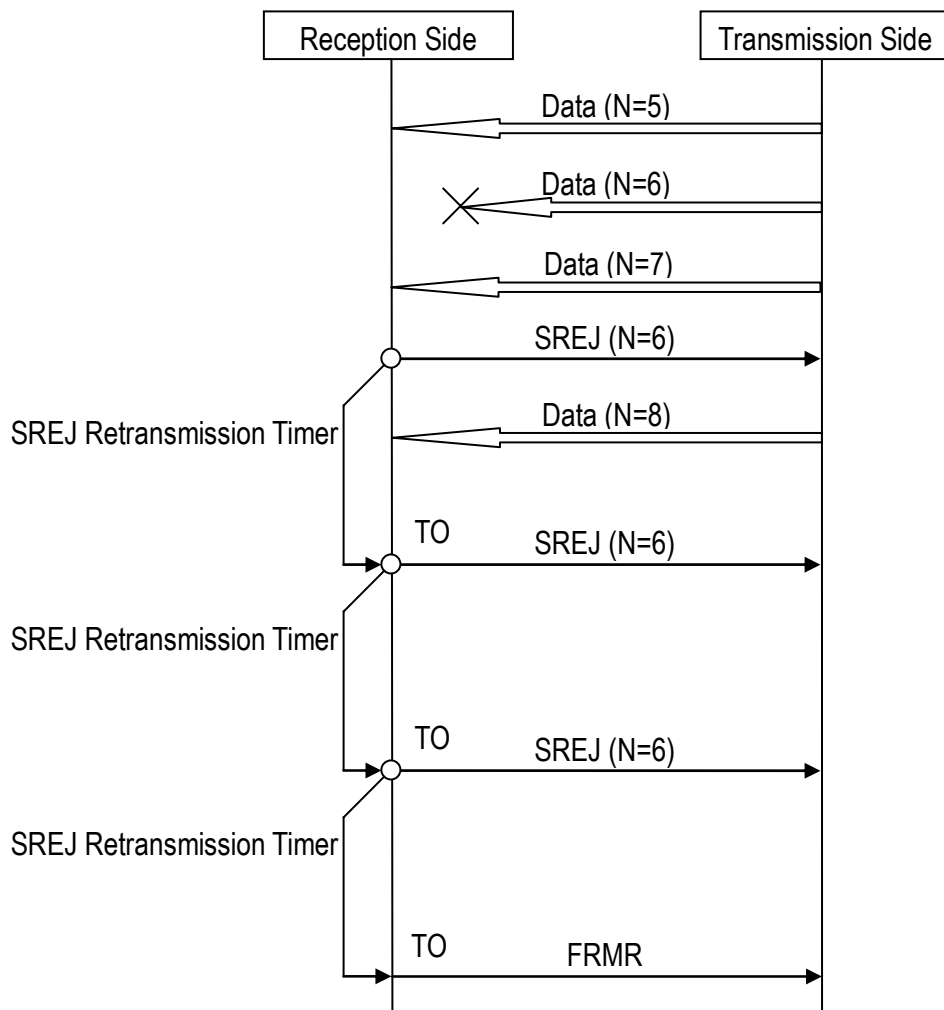 Reception Side
Transmission Side
Data (N=5)
Data (N=6)
Data (N=7)
SREJ (N=6)
Data (N=8)
SREJ Retransmission Timer
TO
SREJ (N=6)
SREJ Retransmission Timer
TO
SREJ (N=6)
SREJ Retransmission Timer
TO
FRMR